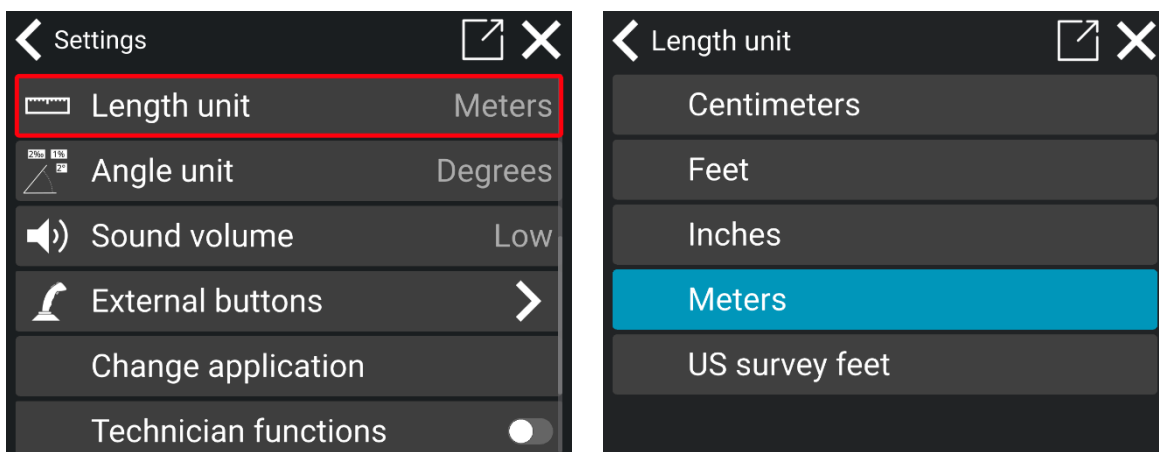 Settings
Length unit Meters
2‰ 1%
2°
Angle unit Degrees
Sound volume Low
External buttons
Change application
Technician functions
Length unit
Centimeters
Feet
Inches
Meters
US survey feet